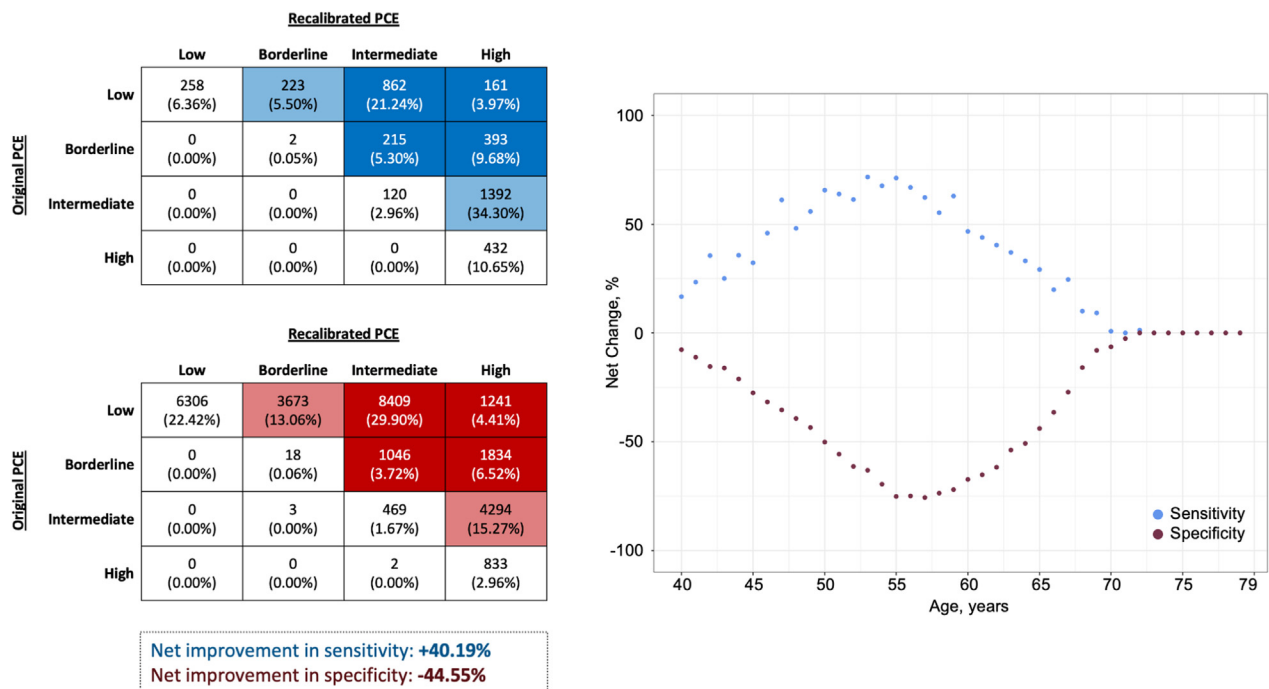 Recalibrated PCE
Low Borderline Intermediate High
Original PCE
Low 258 223 862 161
(6.36%) (5.50%) (21.24%) (3.97%)
Borderline 0 2 215 393
(0.00%) (0.05%) (5.30%) (9.68%)
Intermediate 0 0 120 1392
(0.00%) (0.00%) (2.96%) (34.30%)
High 0 0 0 432
(0.00%) (0.00%) (0.00%) (10.65%)
Recalibrated PCE
Low Borderline Intermediate High
Original PCE
Low 6306 3673 8409 1241
(22.42%) (13.06%) (29.90%) (4.41%)
Borderline 0 18 1046 1834
(0.00%) (0.06%) (3.72%) (6.52%)
Intermediate 0 3 469 4294
(0.00%) (0.00%) (1.67%) (15.27%)
High 0 0 2 833
(0.00%) (0.00%) (0.00%) (2.96%)
Net improvement in sensitivity: +40.19%
Net improvement in specificity: -44.55%
Net Change, %
100
50
0
-50
-100
Sensitivity
Specificity
40 45 50 55 60 65 70 75 79
Age, years